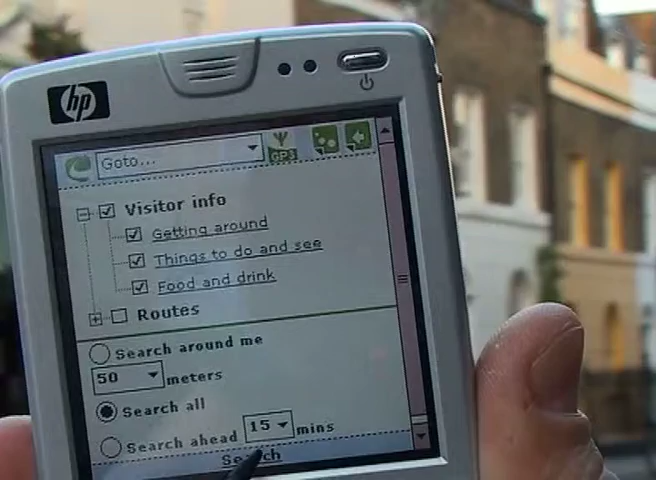 hp
Goto...
GPS
Visitor info
Getting around
Things to do and see
Food and drink
Routes
Search around me
50 meters
Search all
Search ahead 15 mins
Search